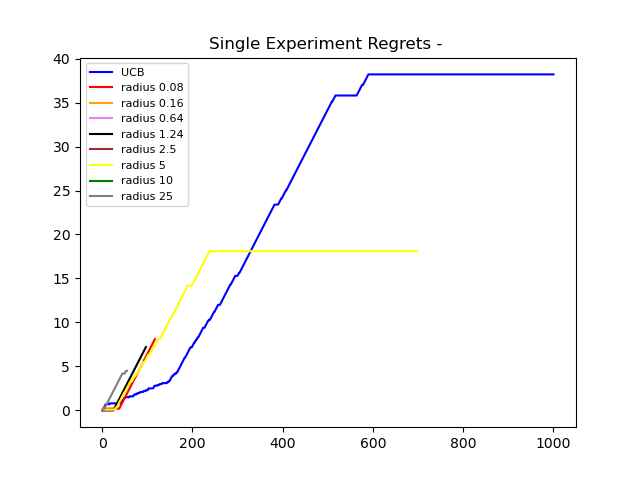 Single Experiment Regrets -
40
35
30
25
20
15
10
5
0
UCB
radius 0.08
radius 0.16
radius 0.64
radius 1.24
radius 2.5
radius 5
radius 10
radius 25
0 200 400 600 800 1000